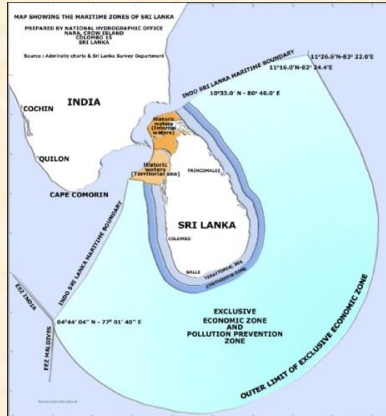 MAP SHOWING THE MARITIME ZONES OF SRI LANKA
PREPARED BY NATIONAL HYDROGRAPHIC OFFICE
NARA, CROW ISLAND
COLOMBO 15
SRI LANKA
Source : Admiralty charts & Sri Lanka Survey Department
INDO SRI LANKA MARITIME BOUNDARY
11°26.6'N-83° 22.0'E
11°16.0'N-82° 24.4'E
10°33.0' N - 80° 46.0' E
INDIA
COCHIN
Historic
waters
(Internal
waters)
QUILON
Historic
waters
(Territorial sea)
TRINCOMALEE
CAPE COMORIN
SRI LANKA
COLOMBO
INDO SRI LANKA MARITIME BOUNDARY
GALLE
TERRITORIAL SEA
CONTIGUOUS ZONE
EEZ INDIA
EEZ MALDIVES
04°44' 04" N - 77° 01' 40" E
EXCLUSIVE
ECONOMIC ZONE
AND
POLLUTION PREVENTION
ZONE
OUTER LIMIT OF EXCLUSIVE ECONOMIC ZONE